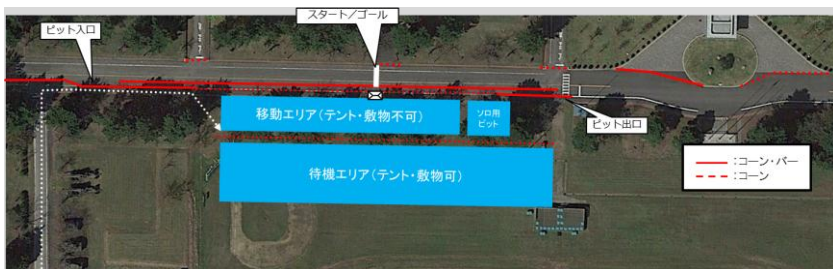 スタート/ゴール
ピット入口
移動エリア(テント・敷物不可)
ソロ用
ピット
ピット出口
待機エリア(テント・敷物可)
:コーン・バー
:コーン